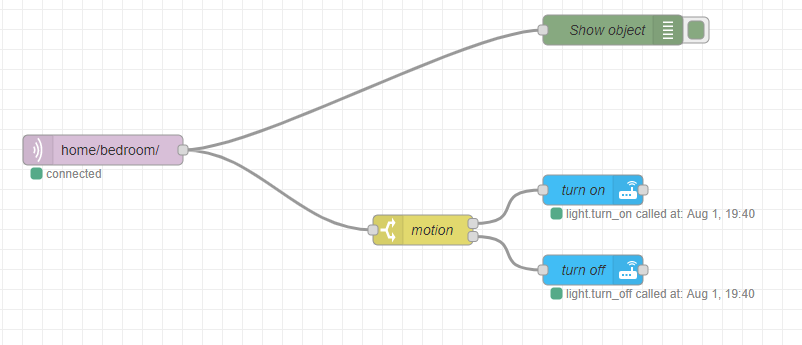 Show object
home/bedroom/
connected
motion
turn on
light.turn_on called at: Aug 1, 19:40
turn off
light.turn_off called at: Aug 1, 19:40